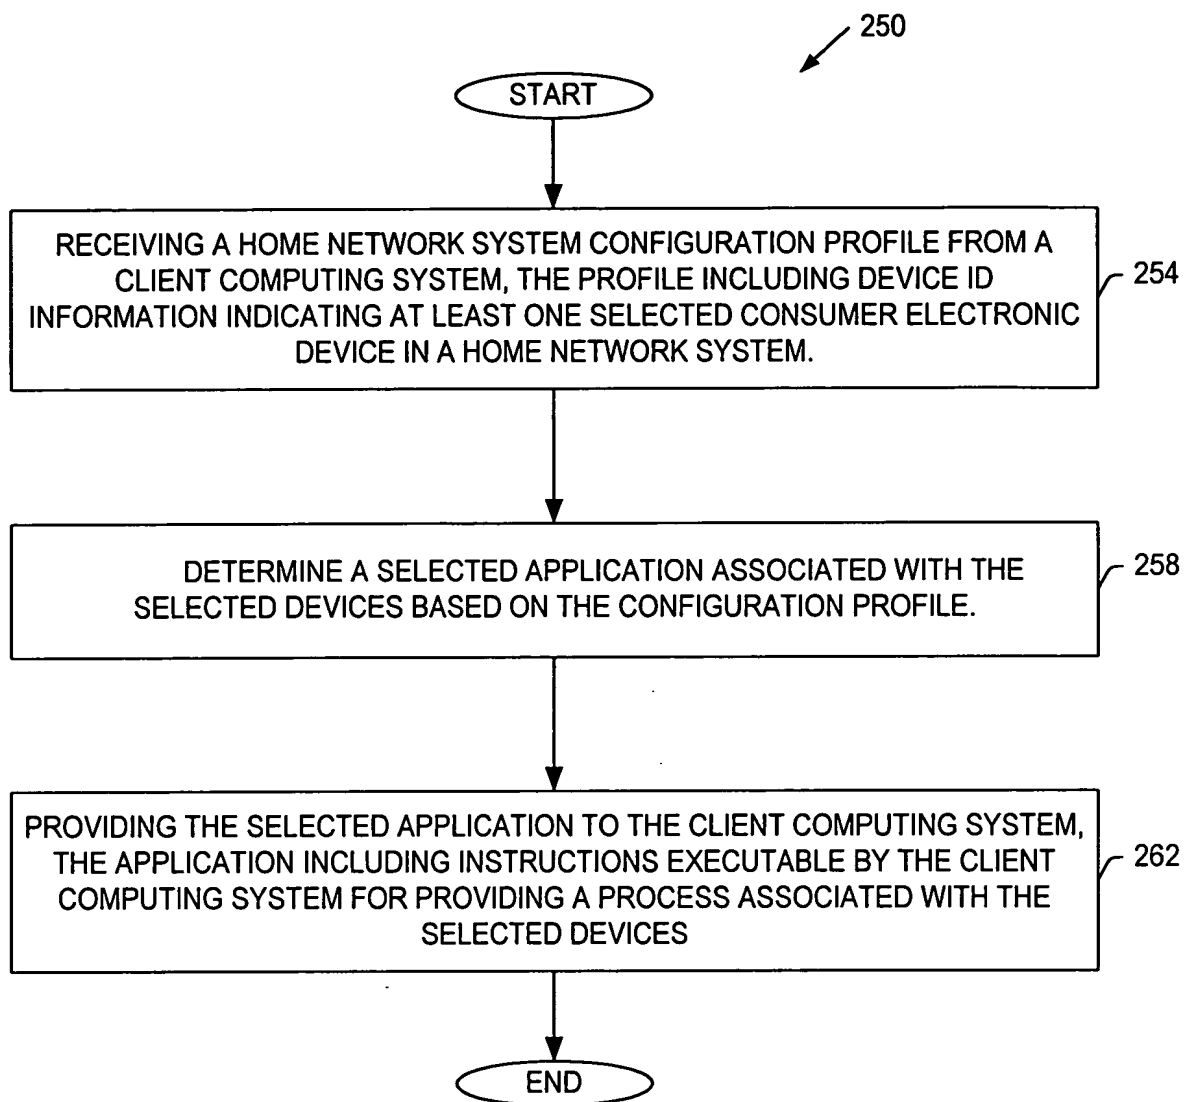 250
START
RECEIVING A HOME NETWORK SYSTEM CONFIGURATION PROFILE FROM A
CLIENT COMPUTING SYSTEM, THE PROFILE INCLUDING DEVICE ID
INFORMATION INDICATING AT LEAST ONE SELECTED CONSUMER ELECTRONIC
DEVICE IN A HOME NETWORK SYSTEM.
254
DETERMINE A SELECTED APPLICATION ASSOCIATED WITH THE
SELECTED DEVICES BASED ON THE CONFIGURATION PROFILE.
258
PROVIDING THE SELECTED APPLICATION TO THE CLIENT COMPUTING SYSTEM,
THE APPLICATION INCLUDING INSTRUCTIONS EXECUTABLE BY THE CLIENT
COMPUTING SYSTEM FOR PROVIDING A PROCESS ASSOCIATED WITH THE
SELECTED DEVICES
262
END